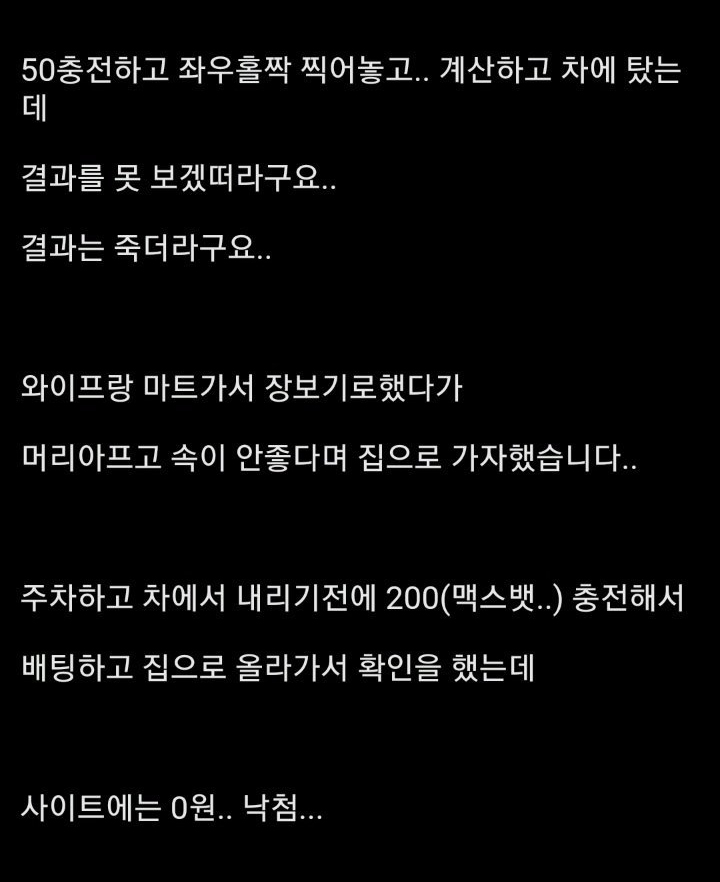 50충전하고 좌우홀짝 찍어놓고.. 계산하고 차에 탔는
데
결과를 못 보겠떠라구요..
결과는 죽더라구요..
와이프랑 마트가서 장보기로했다가
머리아프고 속이 안좋다며 집으로 가자했습니다..
주차하고 차에서 내리기전에 200(맥스뱃..) 충전해서
배팅하고 집으로 올라가서 확인을 했는데
사이트에는 0원.. 낙첨...